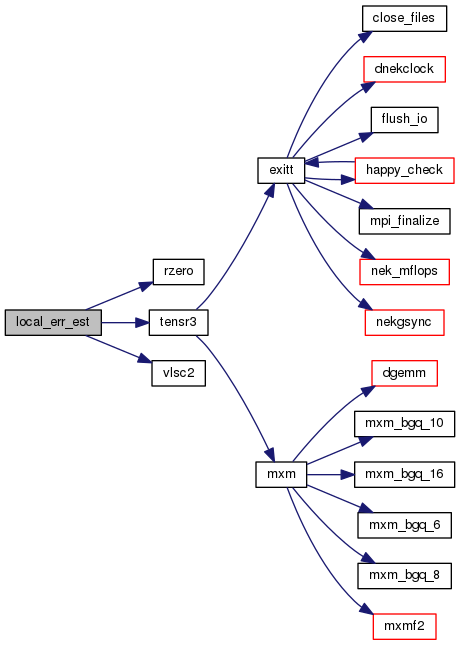 close_files
dnekclock
flush_io
exitt
happy_check
mpi_finalize
rzero
nek_mflops
local_err_est
tensr3
nekgsync
vlsc2
dgemm
mxm_bgq_10
mxm
mxm_bgq_16
mxm_bgq_6
mxm_bgq_8
mxmf2